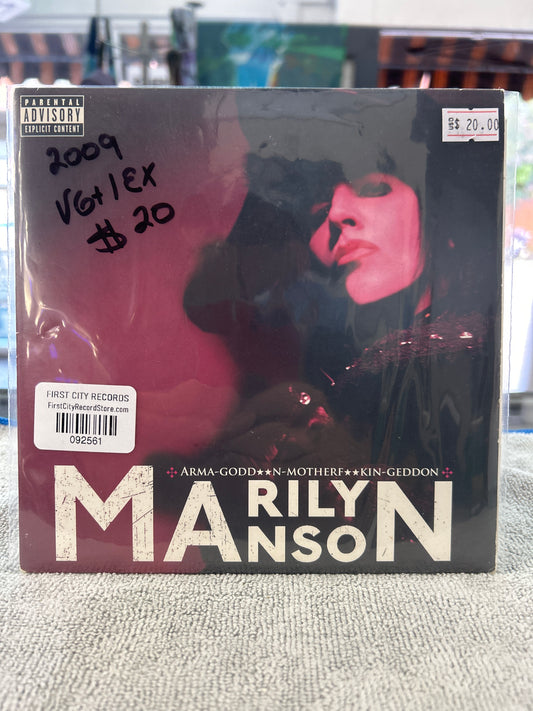 PARENTAL
ADVISORY
EXPLICIT CONTENT
2009
VG+/EX
$20
USD
$ 20.00
FIRST CITY RECORDS
FirstCityRecordStore.com
092561
ARMA-GODD★★N-MOTHERF★★KIN-GEDDON
MARILYN
MANSON